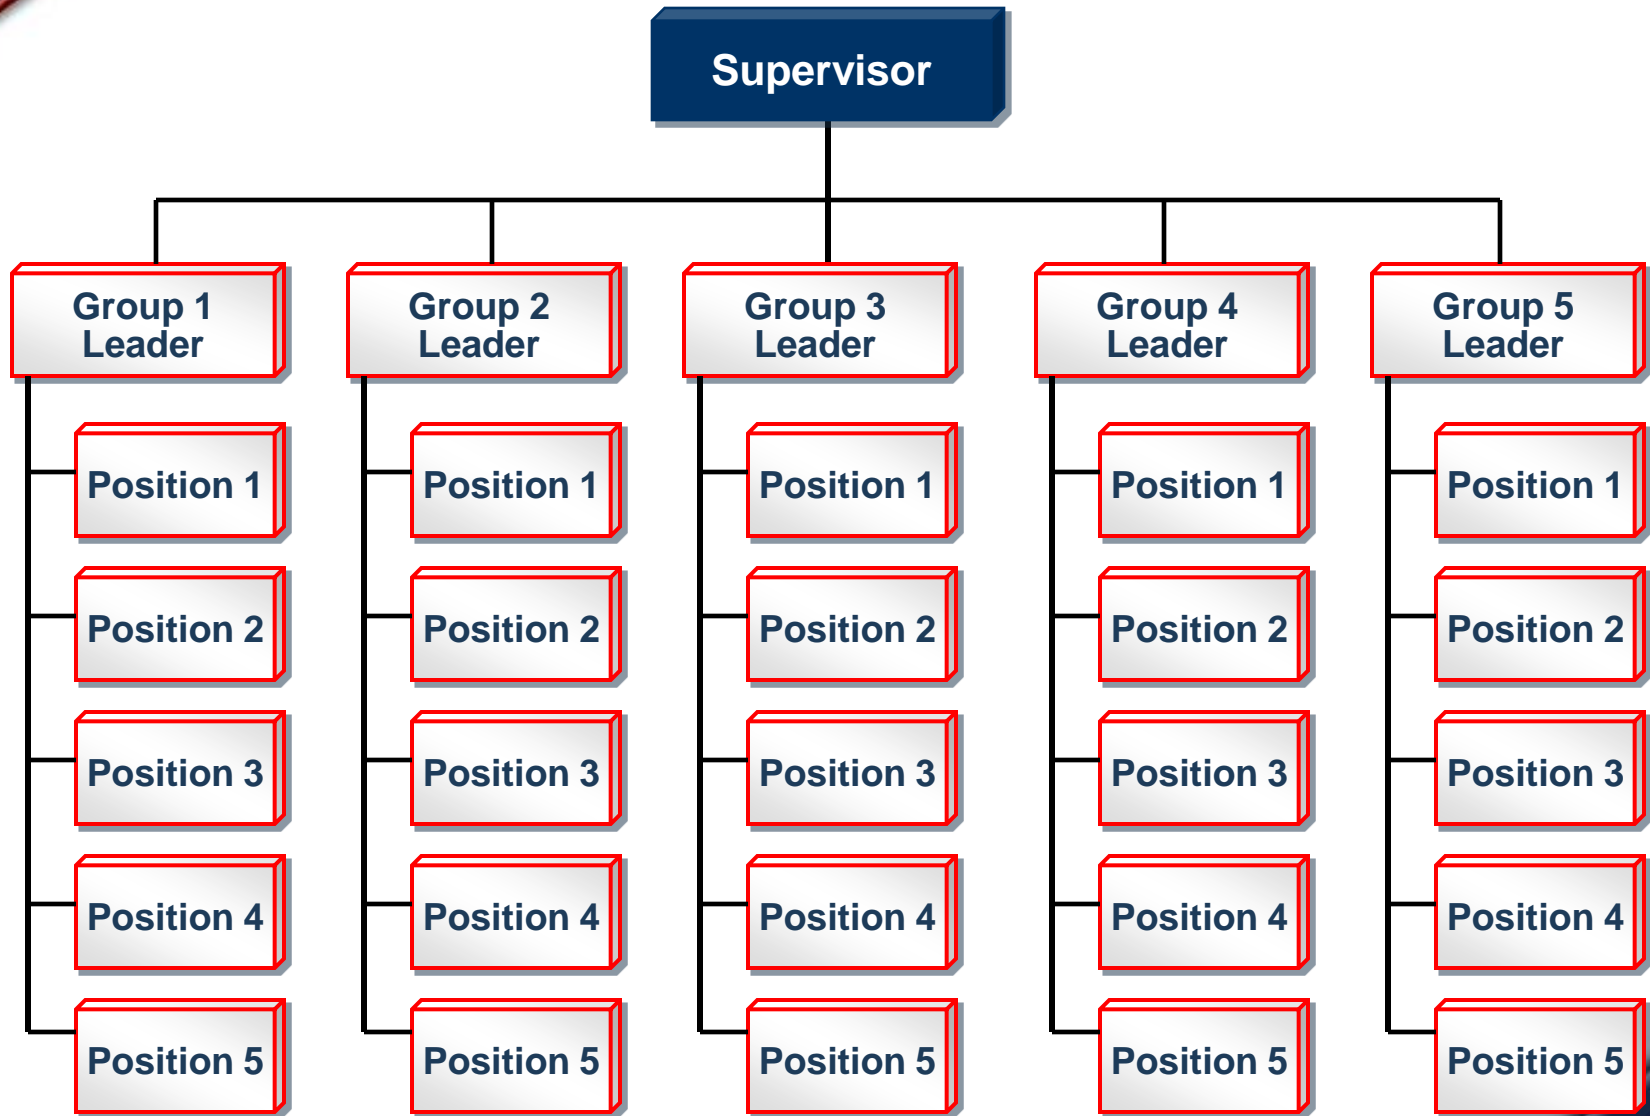 Supervisor
Group 1
Leader
Group 2
Leader
Group 3
Leader
Group 4
Leader
Group 5
Leader
Position 1
Position 1
Position 1
Position 1
Position 1
Position 2
Position 2
Position 2
Position 2
Position 2
Position 3
Position 3
Position 3
Position 3
Position 3
Position 4
Position 4
Position 4
Position 4
Position 4
Position 5
Position 5
Position 5
Position 5
Position 5